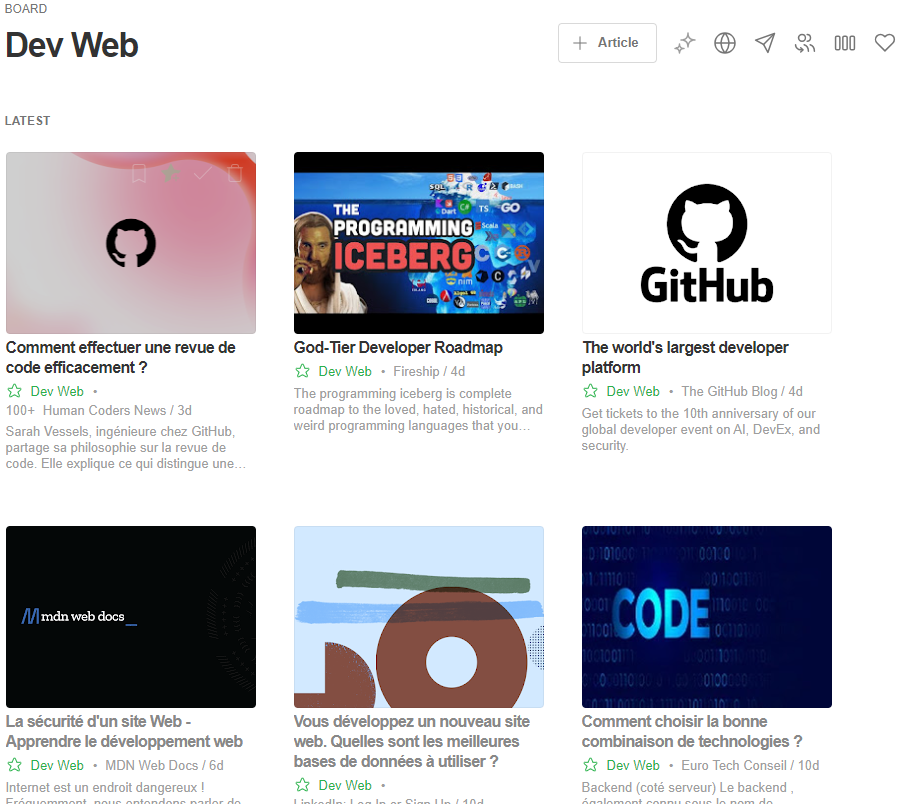 BOARD
Dev Web
Article
LATEST
THE
PROGRAMMING
ICEBERG
SQL
R
BASH
Dart
TS
GO
Scala
nim
GitHub
Comment effectuer une revue de
code efficacement ?
Dev Web •
100+ Human Coders News / 3d
Sarah Vessels, ingénieure chez GitHub,
partage sa philosophie sur la revue de
code. Elle explique ce qui distingue une…
God-Tier Developer Roadmap
Dev Web • Fireship / 4d
The programming iceberg is complete
roadmap to the loved, hated, historical, and
weird programming languages that you…
The world's largest developer
platform
Dev Web • The GitHub Blog / 4d
Get tickets to the 10th anniversary of our
global developer event on AI, DevEx, and
security.
mdn web docs_
CODE
La sécurité d'un site Web -
Apprendre le développement web
Dev Web • MDN Web Docs / 6d
Internet est un endroit dangereux !
Fréquemment, nous entendons parler de
Vous développez un nouveau site
web. Quelles sont les meilleures
bases de données à utiliser ?
Dev Web •
LinkedIn: Log In or Sign Up / 10d
Comment choisir la bonne
combinaison de technologies ?
Dev Web • Euro Tech Conseil / 10d
Backend (coté serveur) Le backend ,
également connu sous le nom de